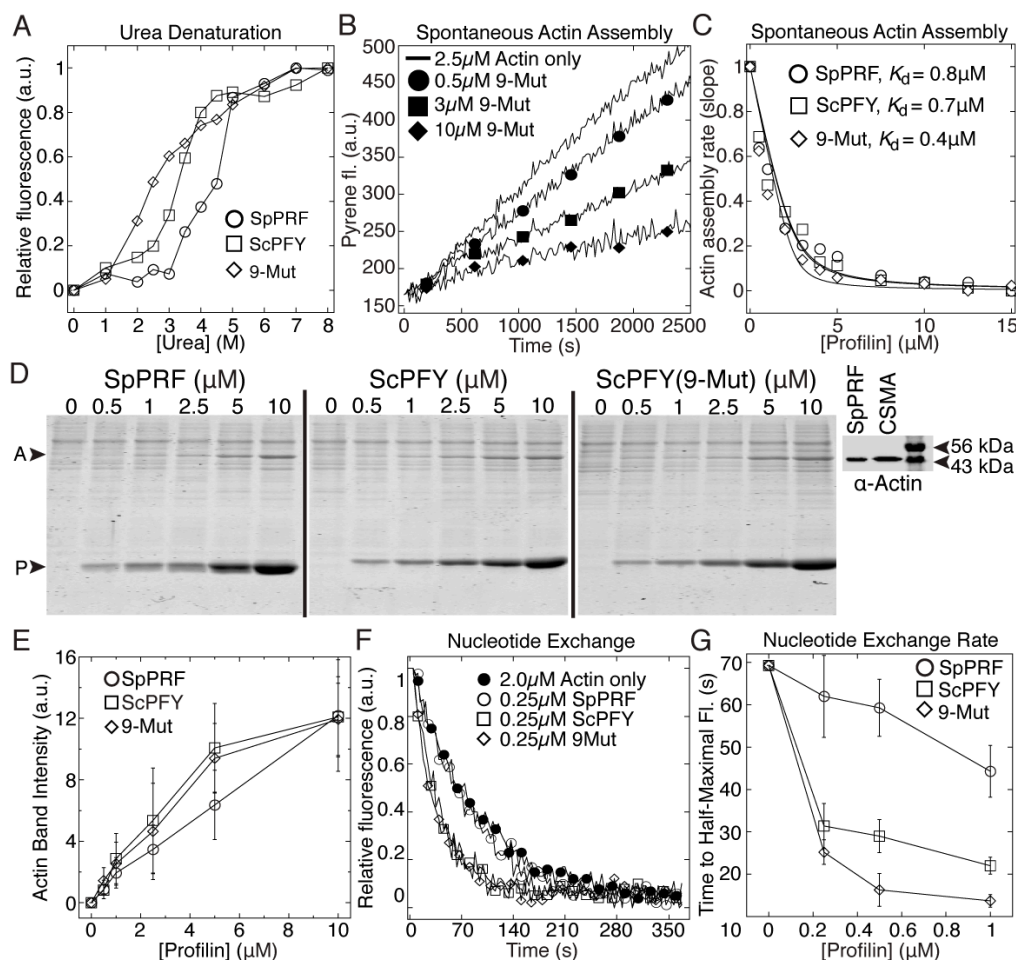 A
Urea Denaturation
Relative fluorescence (a.u.)
1
0.8
0.6
0.4
0.2
0
0 1 2 3 4 5 6 7 8
[Urea] (M)
SpPRF
ScPFY
9-Mut
B
Spontaneous Actin Assembly
Pyrene fl. (a.u.)
500
450
400
350
300
250
200
150
0 500 1000 1500 2000 2500
Time (s)
2.5µM Actin only
0.5µM 9-Mut
3µM 9-Mut
10µM 9-Mut
C
Spontaneous Actin Assembly
Actin assembly rate (slope)
1
0.8
0.6
0.4
0.2
0
0 5 10 15
[Profilin] (µM)
SpPRF, Kd = 0.8µM
ScPFY, Kd = 0.7µM
9-Mut, Kd = 0.4µM
D
SpPRF (µM)
0 0.5 1 2.5 5 10
ScPFY (µM)
0 0.5 1 2.5 5 10
ScPFY(9-Mut) (µM)
0 0.5 1 2.5 5 10
A
P
SpPRF
CSMA
56 kDa
43 kDa
α-Actin
E
Actin Band Intensity (a.u.)
16
12
8
4
0
0 2 4 6 8 10
[Profilin] (µM)
SpPRF
ScPFY
9-Mut
F
Nucleotide Exchange
Relative fluorescence (a.u.)
1
0.8
0.6
0.4
0.2
0
0 70 140 210 280 350
Time (s)
2.0µM Actin only
0.25µM SpPRF
0.25µM ScPFY
0.25µM 9Mut
G
Nucleotide Exchange Rate
Time to Half-Maximal Fl. (s)
70
60
50
40
30
20
10
0 0.2 0.4 0.6 0.8 1
[Profilin] (µM)
SpPRF
ScPFY
9-Mut